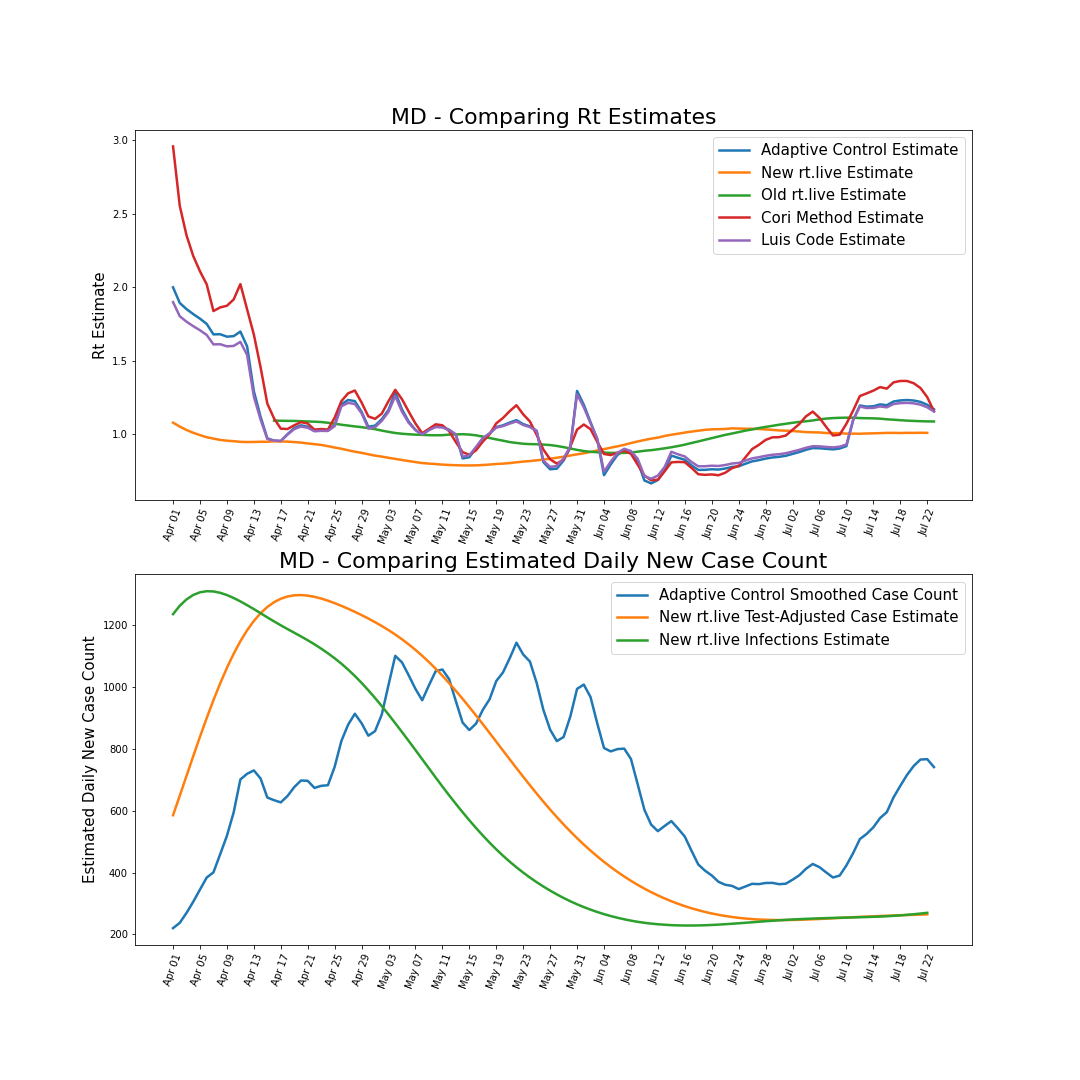 MD - Comparing Rt Estimates
Rt Estimate
3.0
2.5
2.0
1.5
1.0
Adaptive Control Estimate
New rt.live Estimate
Old rt.live Estimate
Cori Method Estimate
Luis Code Estimate
Apr 01 Apr 05 Apr 09 Apr 13 Apr 17 Apr 21 Apr 25 Apr 29 May 03 May 07 May 11 May 15 May 19 May 23 May 27 May 31 Jun 04 Jun 08 Jun 12 Jun 16 Jun 20 Jun 24 Jun 28 Jul 02 Jul 06 Jul 10 Jul 14 Jul 18 Jul 22
MD - Comparing Estimated Daily New Case Count
Estimated Daily New Case Count
1200
1000
800
600
400
200
Adaptive Control Smoothed Case Count
New rt.live Test-Adjusted Case Estimate
New rt.live Infections Estimate
Apr 01 Apr 05 Apr 09 Apr 13 Apr 17 Apr 21 Apr 25 Apr 29 May 03 May 07 May 11 May 15 May 19 May 23 May 27 May 31 Jun 04 Jun 08 Jun 12 Jun 16 Jun 20 Jun 24 Jun 28 Jul 02 Jul 06 Jul 10 Jul 14 Jul 18 Jul 22